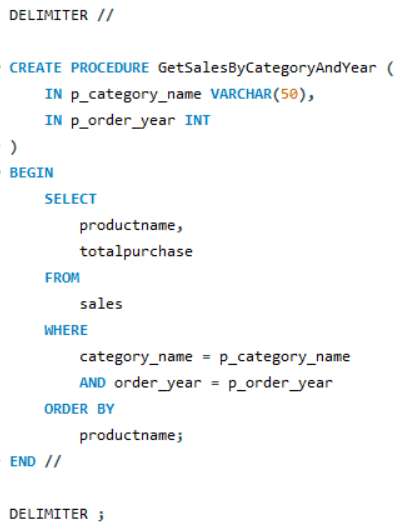 DELIMITER //
CREATE PROCEDURE GetSalesByCategoryAndYear (
IN p_category_name VARCHAR(50),
IN p_order_year INT
)
BEGIN
SELECT
productname,
totalpurchase
FROM
sales
WHERE
category_name = p_category_name
AND order_year = p_order_year
ORDER BY
productname;
END //
DELIMITER ;